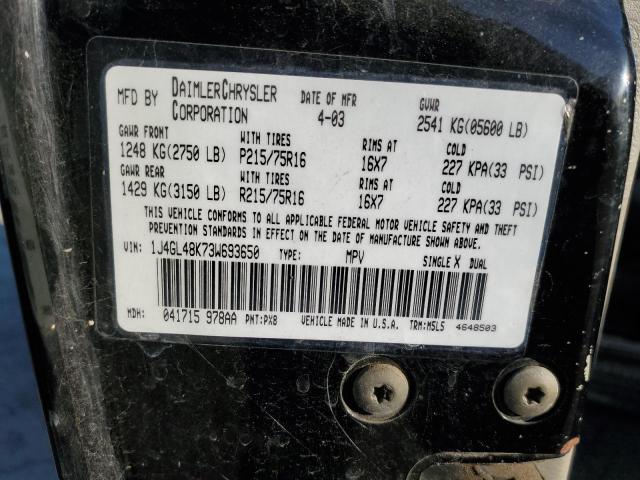 MFD BY DAIMLERCHRYSLER CORPORATION DATE OF MFR 4-03 GVWR 2541 KG(05600 LB)
GAWR FRONT WITH TIRES RIMS AT COLD
1248 KG(2750 LB) P215/75R16 16X7 227 KPA(33 PSI)
GAWR REAR WITH TIRES RIMS AT COLD
1429 KG(3150 LB) R215/75R16 16X7 227 KPA(33 PSI)
THIS VEHICLE CONFORMS TO ALL APPLICABLE FEDERAL MOTOR VEHICLE SAFETY AND THEFT
PREVENTION STANDARDS IN EFFECT ON THE DATE OF MANUFACTURE SHOWN ABOVE.
VIN: 1J4GL48K73W693650 TYPE: MPV SINGLE X DUAL
MDH: 041715 978AA PNT:PX8 VEHICLE MADE IN U.S.A. TRM:MSL5 4648503